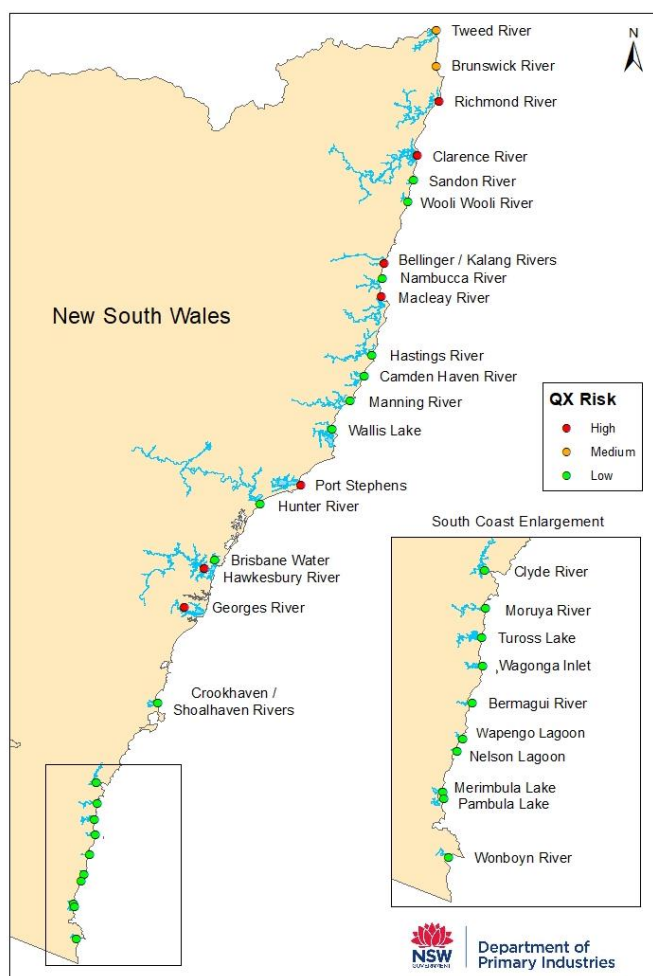 Tweed River
N
Brunswick River
Richmond River
Clarence River
Sandon River
Wooli Wooli River
Bellinger / Kalang Rivers
Nambucca River
New South Wales
Macleay River
Hastings River
Camden Haven River
Manning River
Wallis Lake
QX Risk
High
Medium
Low
Port Stephens
Hunter River
Brisbane Water
Hawkesbury River
Georges River
Crookhaven /
Shoalhaven Rivers
South Coast Enlargement
Clyde River
Moruya River
Tuross Lake
,Wagonga Inlet
Bermagui River
Wapengo Lagoon
Nelson Lagoon
Merimbula Lake
Pambula Lake
Wonboyn River
NSW
GOVERNMENT
Department of
Primary Industries